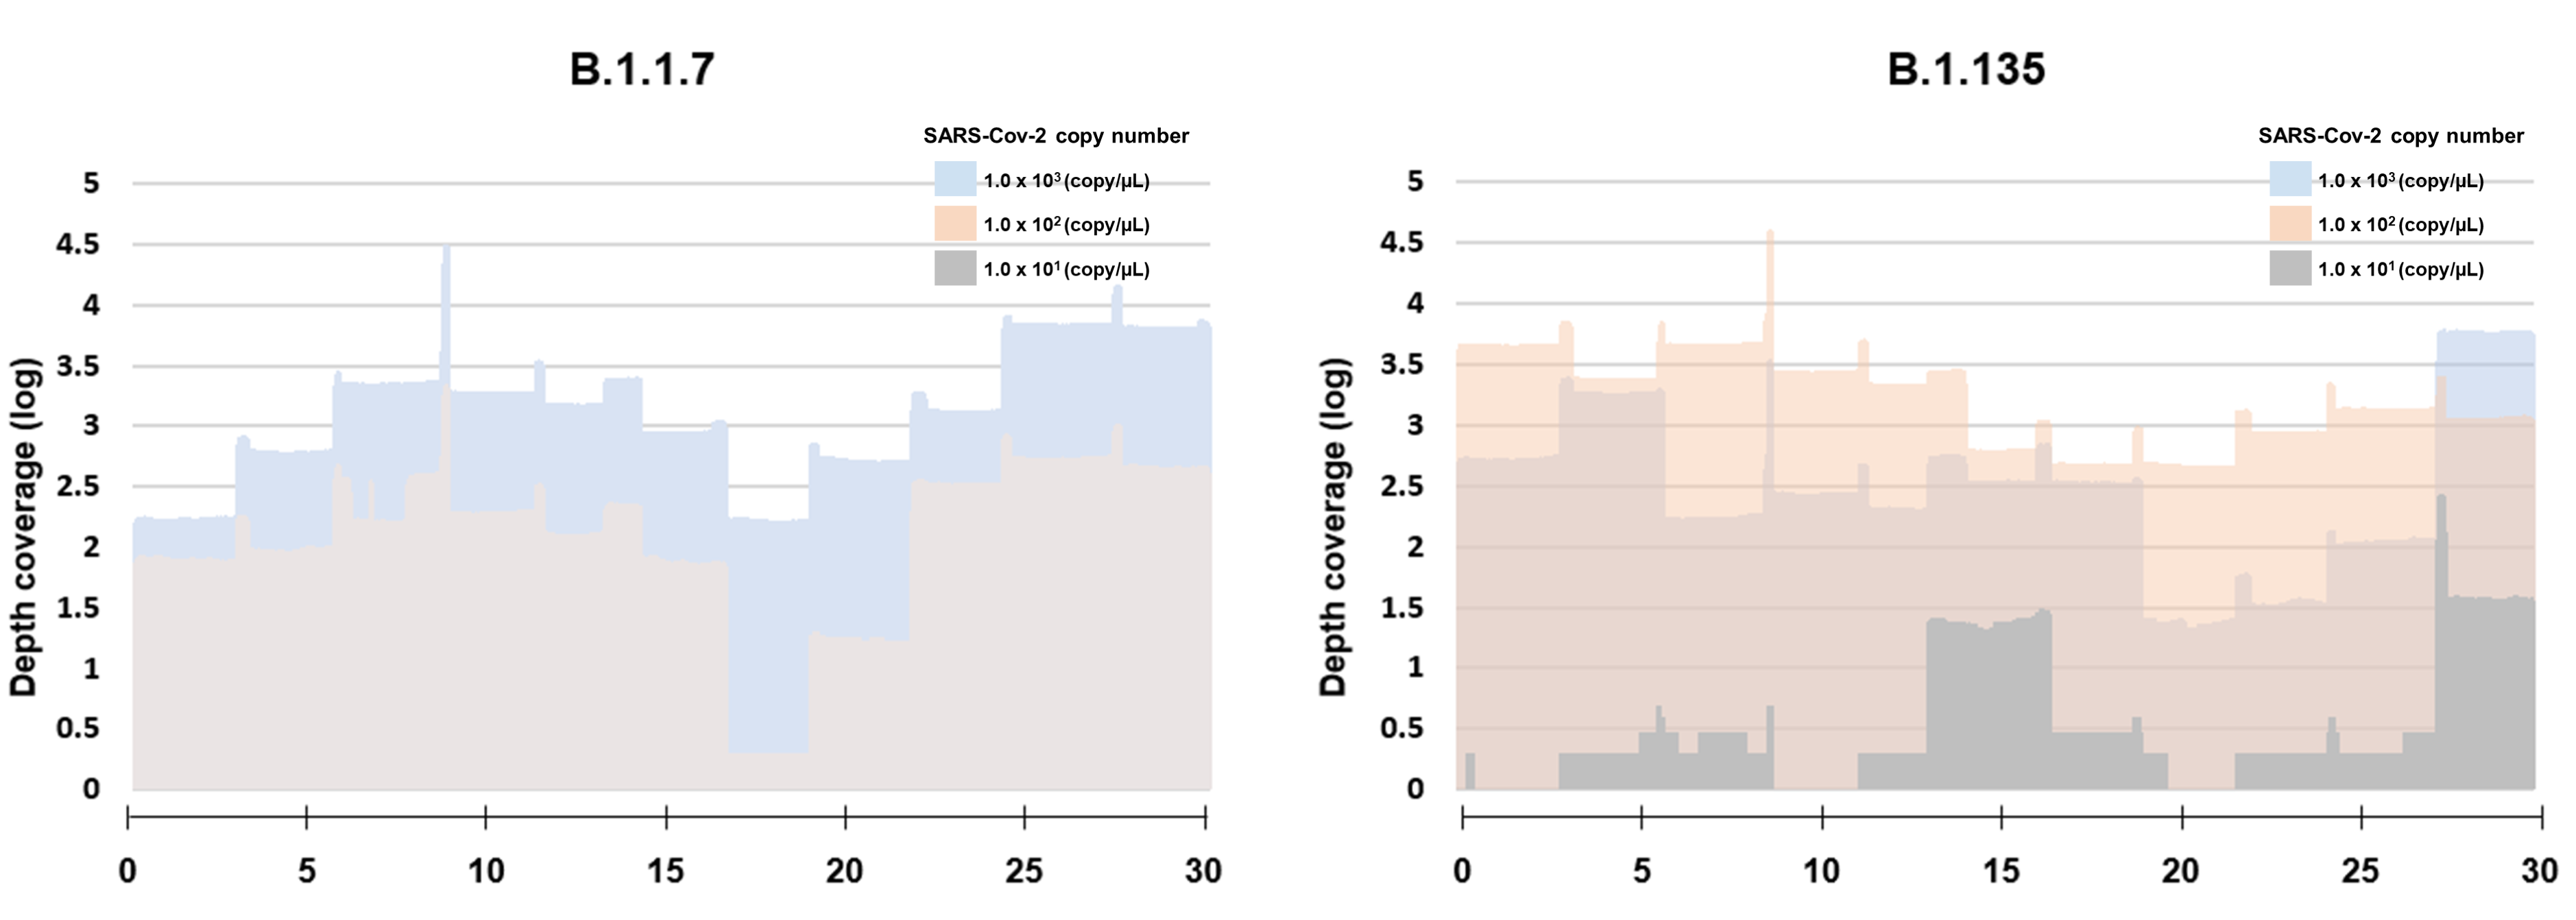 B.1.1.7
SARS-Cov-2 copy number
1.0 x 10³ (copy/µL)
1.0 x 10² (copy/µL)
1.0 x 10¹ (copy/µL)
Depth coverage (log)
5
4.5
4
3.5
3
2.5
2
1.5
1
0.5
0
0 5 10 15 20 25 30
B.1.135
SARS-Cov-2 copy number
1.0 x 10³ (copy/µL)
1.0 x 10² (copy/µL)
1.0 x 10¹ (copy/µL)
Depth coverage (log)
5
4.5
4
3.5
3
2.5
2
1.5
1
0.5
0
0 5 10 15 20 25 30